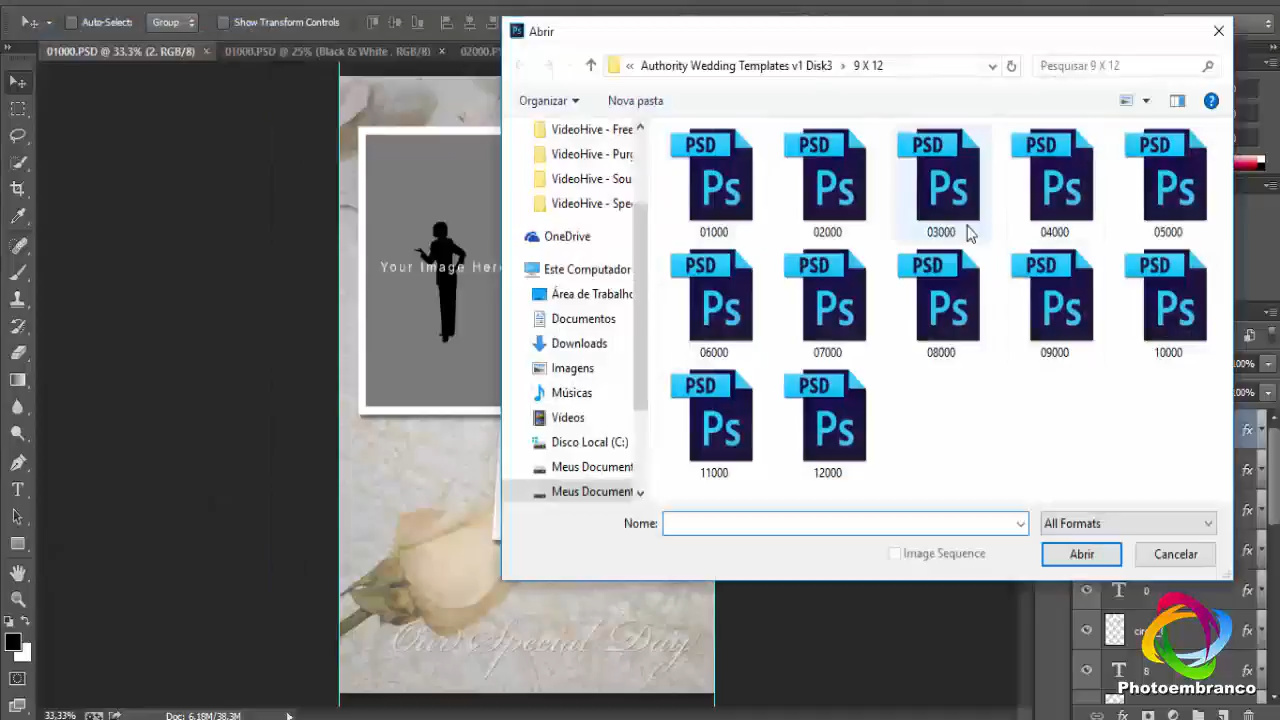 Auto-Select:
Group
Show Transform Controls
01000.PSD @ 33.3% (2. RGB/8) ×
01000.PSD @ 25% (Black & White . RGB/8) ×
02000.P
Abrir
« Authority Wedding Templates v1 Disk3 › 9 X 12
Pesquisar 9 X 12
Organizar
Nova pasta
VideoHive - Free
VideoHive - Purg
VideoHive - Sou
VideoHive - Spe
OneDrive
Este Computador
Área de Trabalho
Documentos
Downloads
Imagens
Músicas
Vídeos
Disco Local (C:)
Meus Document
Meus Document
PSD PSD PSD PSD PSD
Ps Ps Ps Ps Ps
01000 02000 03000 04000 05000
PSD PSD PSD PSD PSD
Ps Ps Ps Ps Ps
06000 07000 08000 09000 10000
PSD PSD
Ps Ps
11000 12000
Nome:
All Formats
Image Sequence
Abrir
Cancelar
Your Image Here
Our Special Day
Photoembranco
33,33%
Doc: 6,18M/38,3M